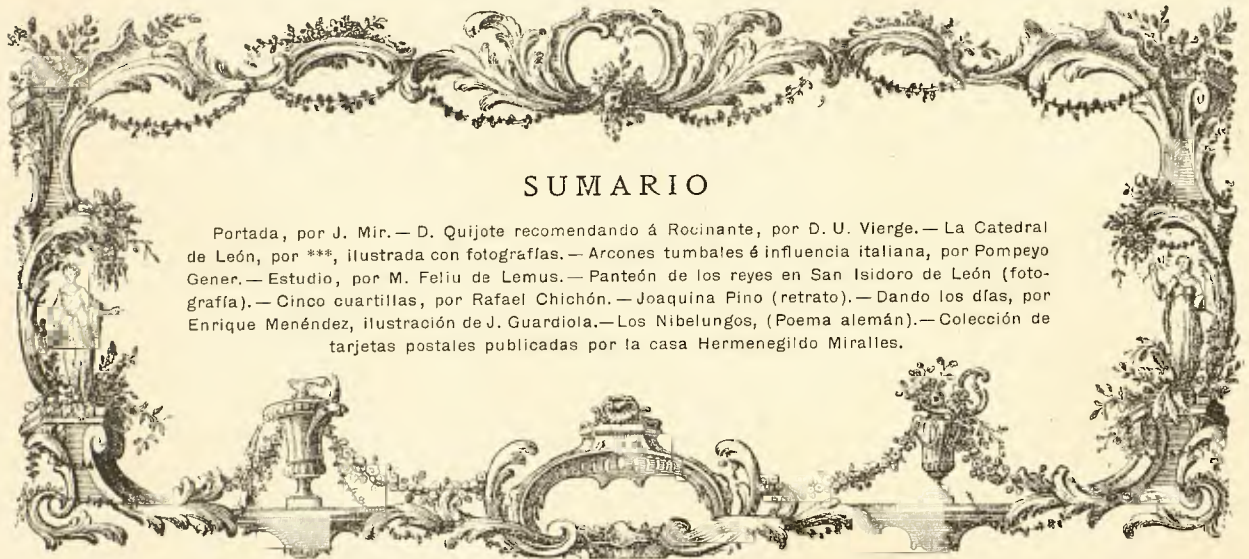 SUMARIO
Portada, por J. Mir.— D. Quijote recomendando á Rocinante, por D. U. Vierge.— La Catedral
de León, por ***, ilustrada con fotografías.— Arcones tumbales é influencia italiana, por Pompeyo
Gener.— Estudio, por M. Feliu de Lemus.— Panteón de los reyes en San Isidoro de León (foto-
grafía).— Cinco cuartillas, por Rafael Chichón.— Joaquina Pino (retrato).— Dando los días, por
Enrique Menéndez, ilustración de J. Guardiola.—Los Nibelungos, (Poema alemán).—Colección de
tarjetas postales publicadas por la casa Hermenegildo Miralles.